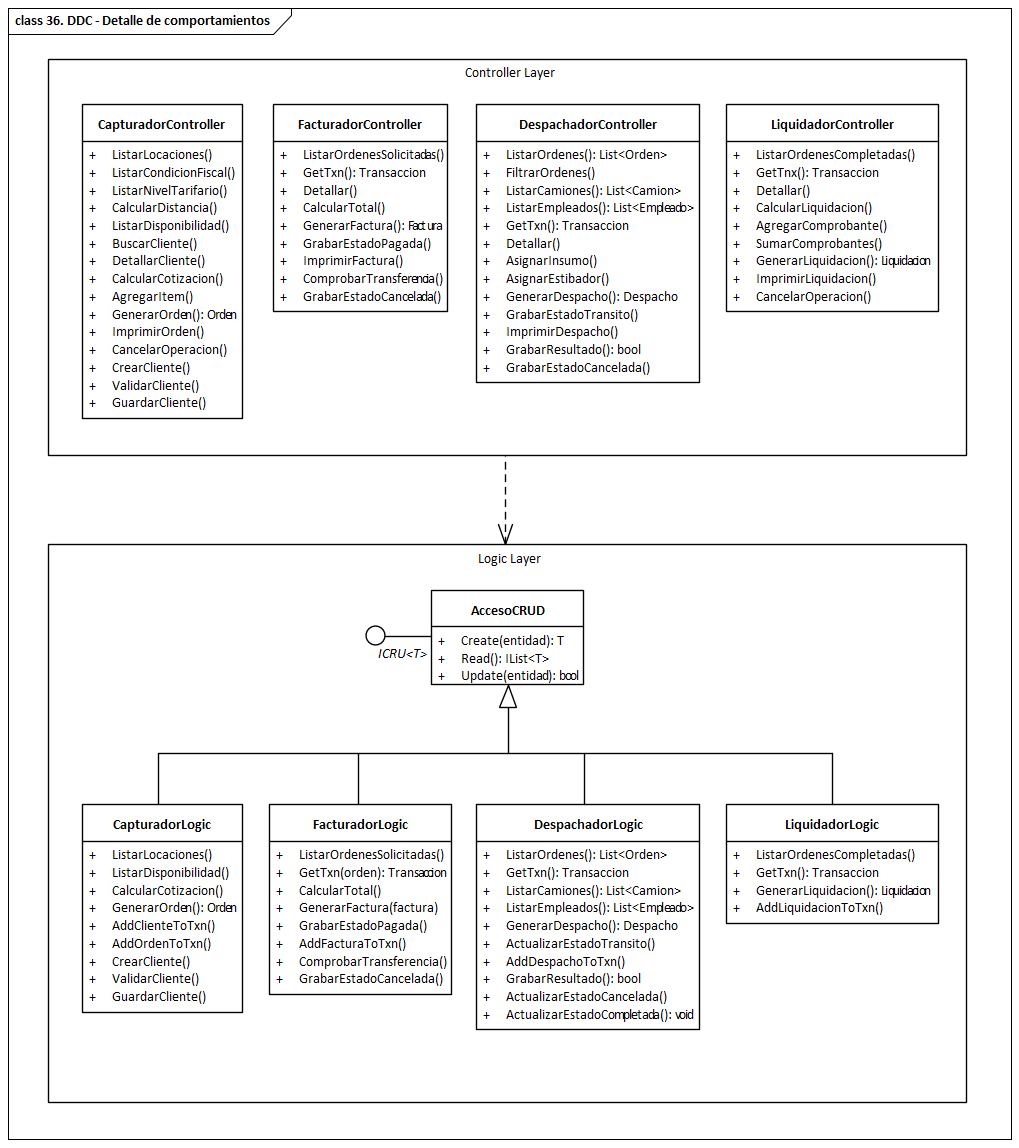 class 36. DDC - Detalle de comportamientos
Controller Layer
CapturadorController
+ ListarLocaciones()
+ ListarCondicionFiscal()
+ ListarNivelTarifario()
+ CalcularDistancia()
+ ListarDisponibilidad()
+ BuscarCliente()
+ DetallarCliente()
+ CalcularCotizacion()
+ AgregarItem()
+ GenerarOrden(): Orden
+ ImprimirOrden()
+ CancelarOperacion()
+ CrearCliente()
+ ValidarCliente()
+ GuardarCliente()
FacturadorController
+ ListarOrdenesSolicitadas()
+ GetTxn(): Transaccion
+ Detallar()
+ CalcularTotal()
+ GenerarFactura(): Factura
+ GrabarEstadoPagada()
+ ImprimirFactura()
+ ComprobarTransferencia()
+ GrabarEstadoCancelada()
DespachadorController
+ ListarOrdenes(): List<Orden>
+ FiltrarOrdenes()
+ ListarCamiones(): List<Camion>
+ ListarEmpleados(): List<Empleado>
+ GetTxn(): Transaccion
+ Detallar()
+ AsignarInsumo()
+ AsignarEstibador()
+ GenerarDespacho(): Despacho
+ GrabarEstadoTransito()
+ ImprimirDespacho()
+ GrabarResultado(): bool
+ GrabarEstadoCancelada()
LiquidadorController
+ ListarOrdenesCompletadas()
+ GetTnx(): Transaccion
+ Detallar()
+ CalcularLiquidacion()
+ AgregarComprobante()
+ SumarComprobantes()
+ GenerarLiquidacion(): Liquidacion
+ ImprimirLiquidacion()
+ CancelarOperacion()
Logic Layer
AccesoCRUD
+ Create(entidad): T
+ Read(): IList<T>
+ Update(entidad): bool
ICRU<T>
CapturadorLogic
+ ListarLocaciones()
+ ListarDisponibilidad()
+ CalcularCotizacion()
+ GenerarOrden(): Orden
+ AddClienteToTxn()
+ AddOrdenToTxn()
+ CrearCliente()
+ ValidarCliente()
+ GuardarCliente()
FacturadorLogic
+ ListarOrdenesSolicitadas()
+ GetTxn(orden): Transaccion
+ CalcularTotal()
+ GenerarFactura(factura)
+ GrabarEstadoPagada()
+ AddFacturaToTxn()
+ ComprobarTransferencia()
+ GrabarEstadoCancelada()
DespachadorLogic
+ ListarOrdenes(): List<Orden>
+ GetTxn(): Transaccion
+ ListarCamiones(): List<Camion>
+ ListarEmpleados(): List<Empleado>
+ GenerarDespacho(): Despacho
+ ActualizarEstadoTransito()
+ AddDespachoToTxn()
+ GrabarResultado(): bool
+ ActualizarEstadoCancelada()
+ ActualizarEstadoCompletada(): void
LiquidadorLogic
+ ListarOrdenesCompletadas()
+ GetTxn(): Transaccion
+ GenerarLiquidacion(): Liquidacion
+ AddLiquidacionToTxn()